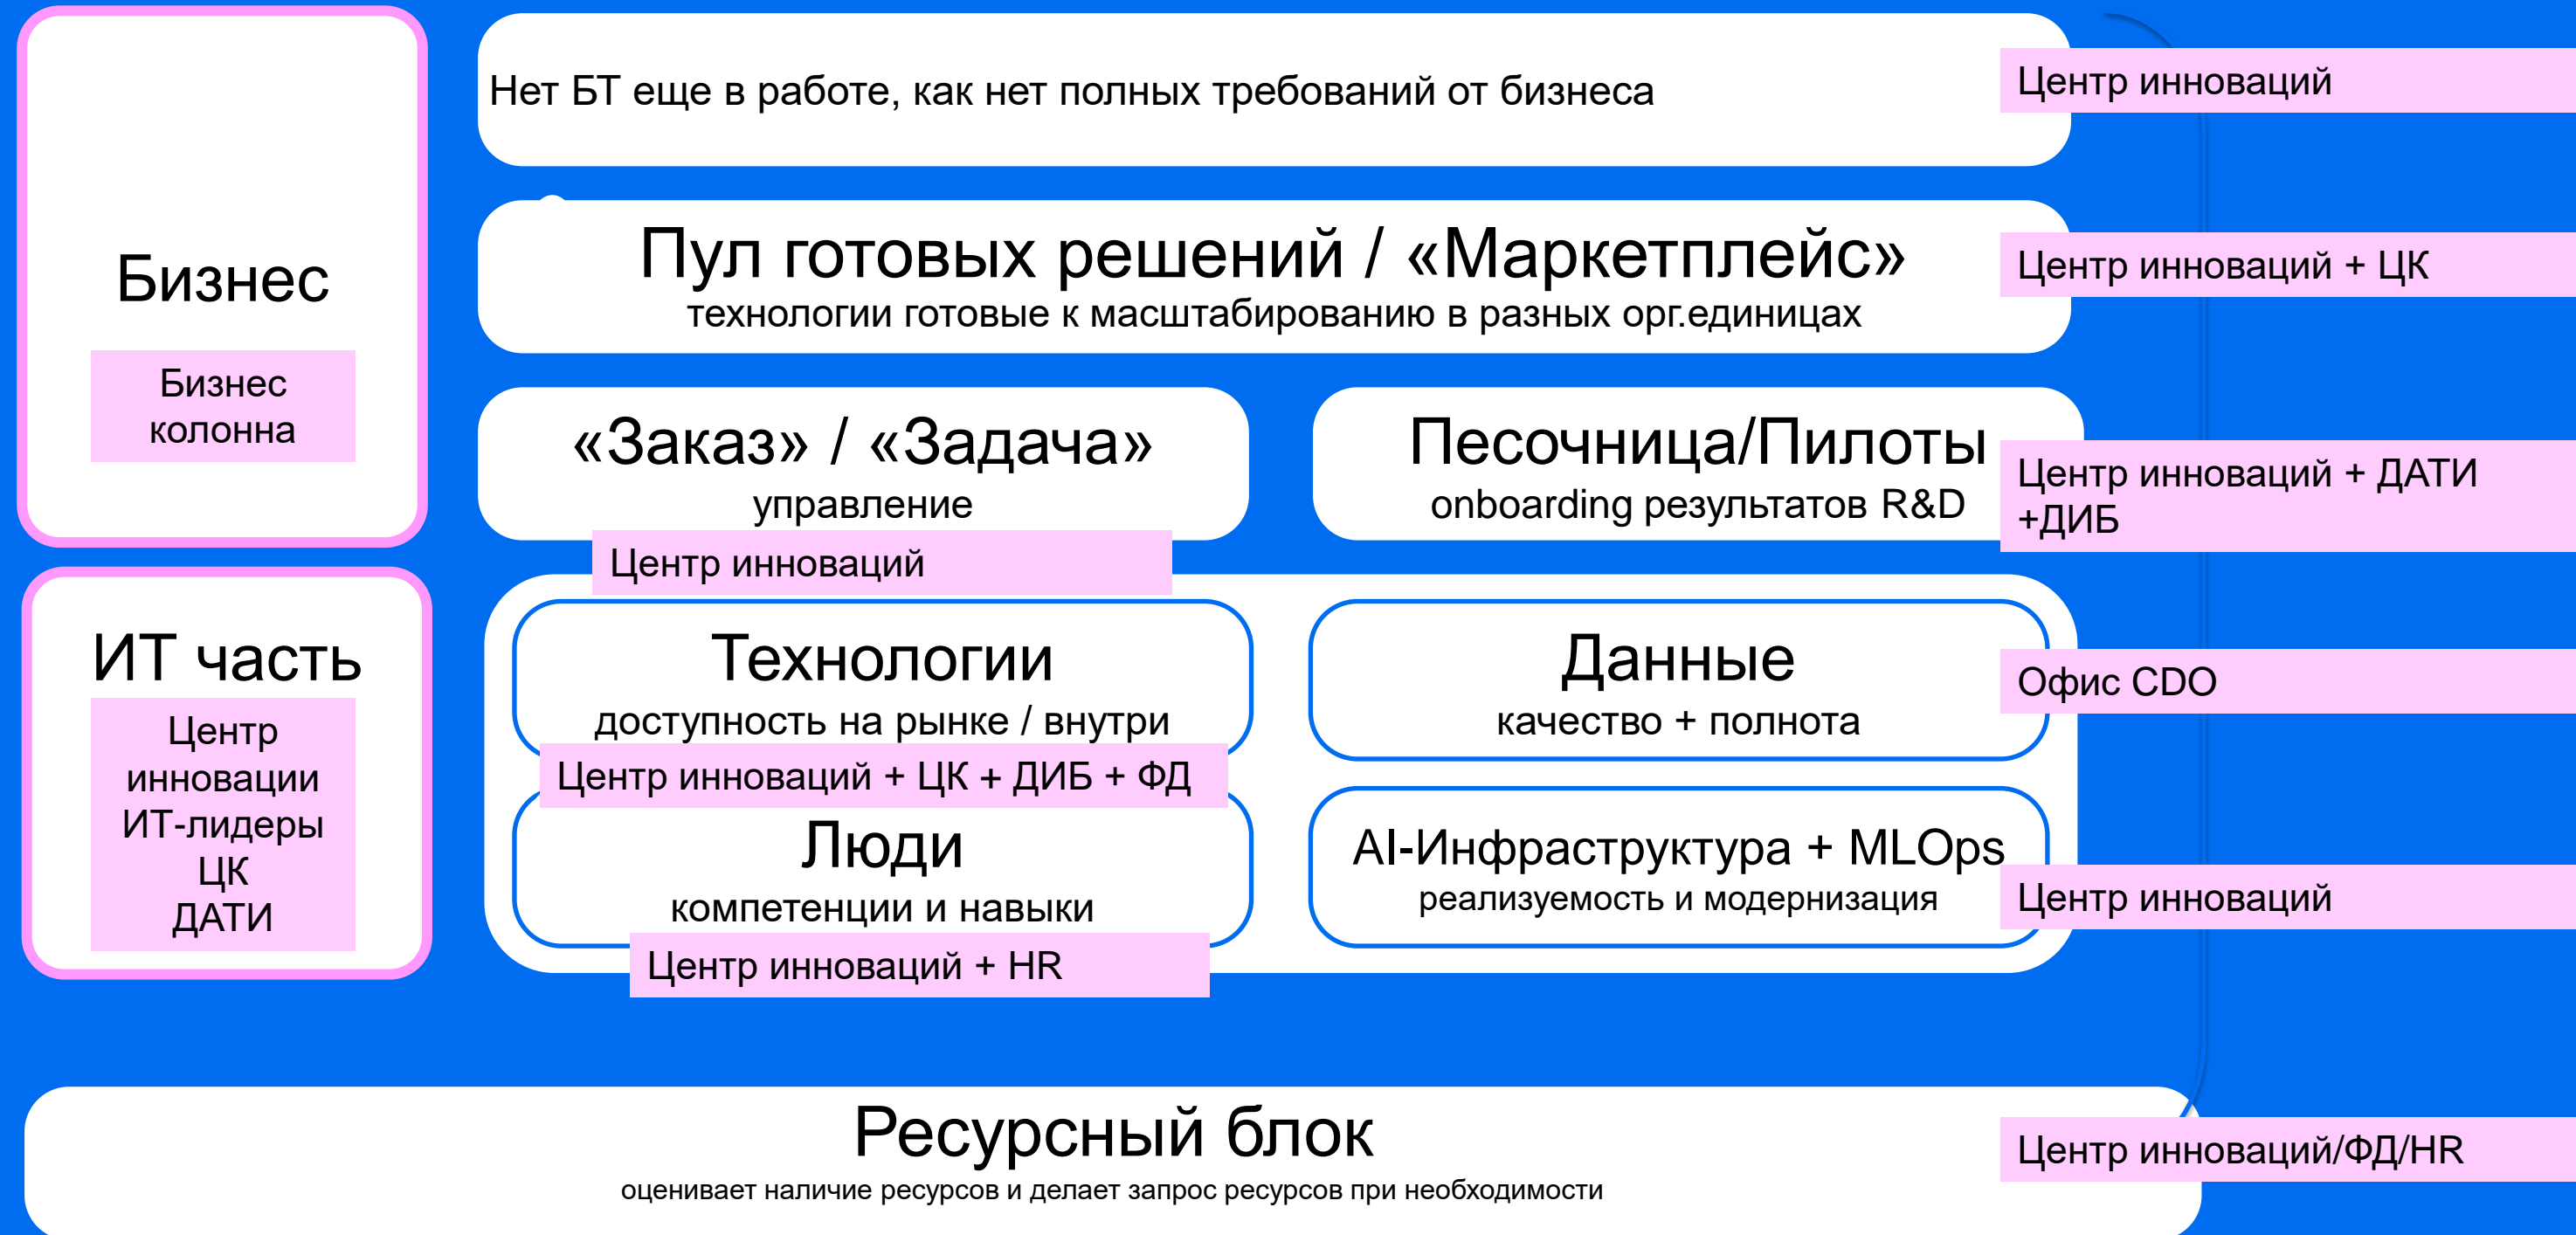 Бизнес
Бизнес
колонна
ИТ часть
Центр
инновации
ИТ-лидеры
ЦК
ДАТИ
Нет БТ еще в работе, как нет полных требований от бизнеса
Центр инноваций
Пул готовых решений / «Маркетплейс»
технологии готовые к масштабированию в разных орг.единицах
Центр инноваций + ЦК
«Заказ» / «Задача»
управление
Центр инноваций
Песочница/Пилоты
onboarding результатов R&D
Центр инноваций + ДАТИ
+ДИБ
Технологии
доступность на рынке / внутри
Центр инноваций + ЦК + ДИБ + ФД
Данные
качество + полнота
Офис CDO
Люди
компетенции и навыки
Центр инноваций + HR
AI-Инфраструктура + MLOps
реализуемость и модернизация
Центр инноваций
Ресурсный блок
оценивает наличие ресурсов и делает запрос ресурсов при необходимости
Центр инноваций/ФД/HR